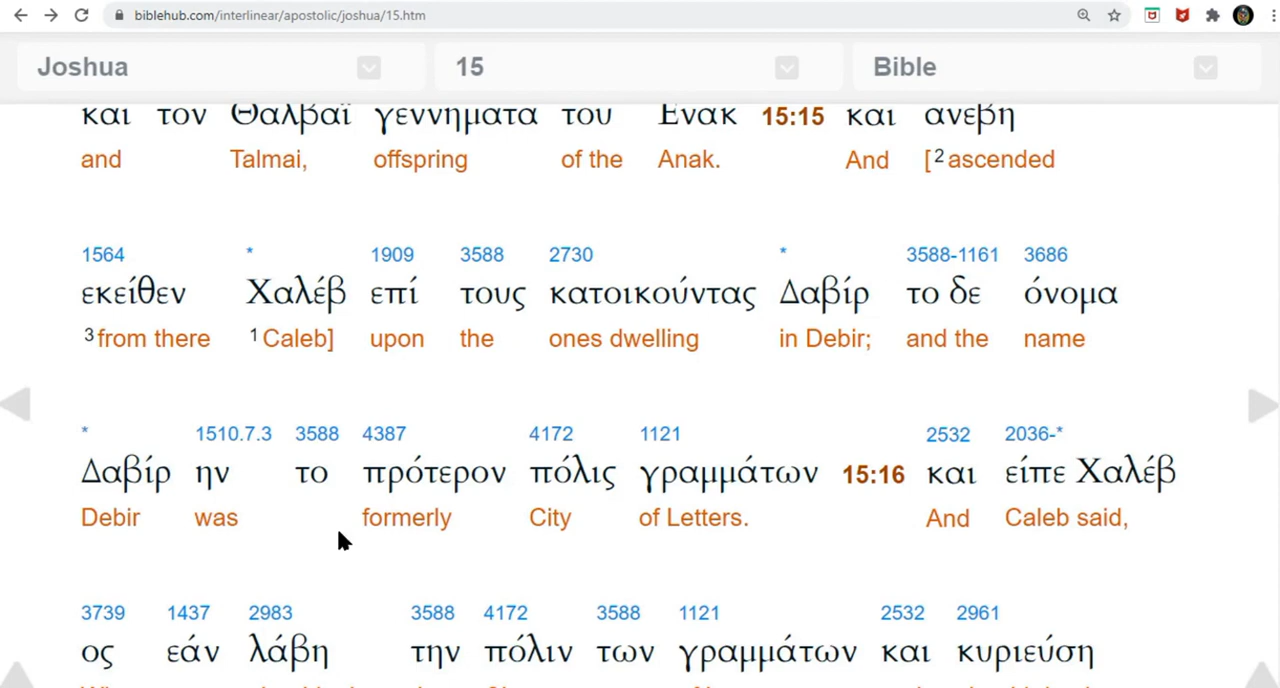 biblehub.com/interlinear/apostolic/joshua/15.htm
Joshua 15 Bible
και τον Θαλβαΐ γεννηματα του Ενακ 15:15 και ανεβη
and Talmai, offspring of the Anak. And [2 ascended
1564 * 1909 3588 2730 * 3588-1161 3686
εκείθεν Χαλέβ επί τους κατοικούντας Δαβίρ το δε όνομα
3 from there 1 Caleb] upon the ones dwelling in Debir; and the name
* 1510.7.3 3588 4387 4172 1121 2532 2036-*
Δαβίρ ην το πρότερον πόλις γραμμάτων 15:16 και είπε Χαλέβ
Debir was formerly City of Letters. And Caleb said,
3739 1437 2983 3588 4172 3588 1121 2532 2961
ος εάν λάβη την πόλιν των γραμμάτων και κυριεύση